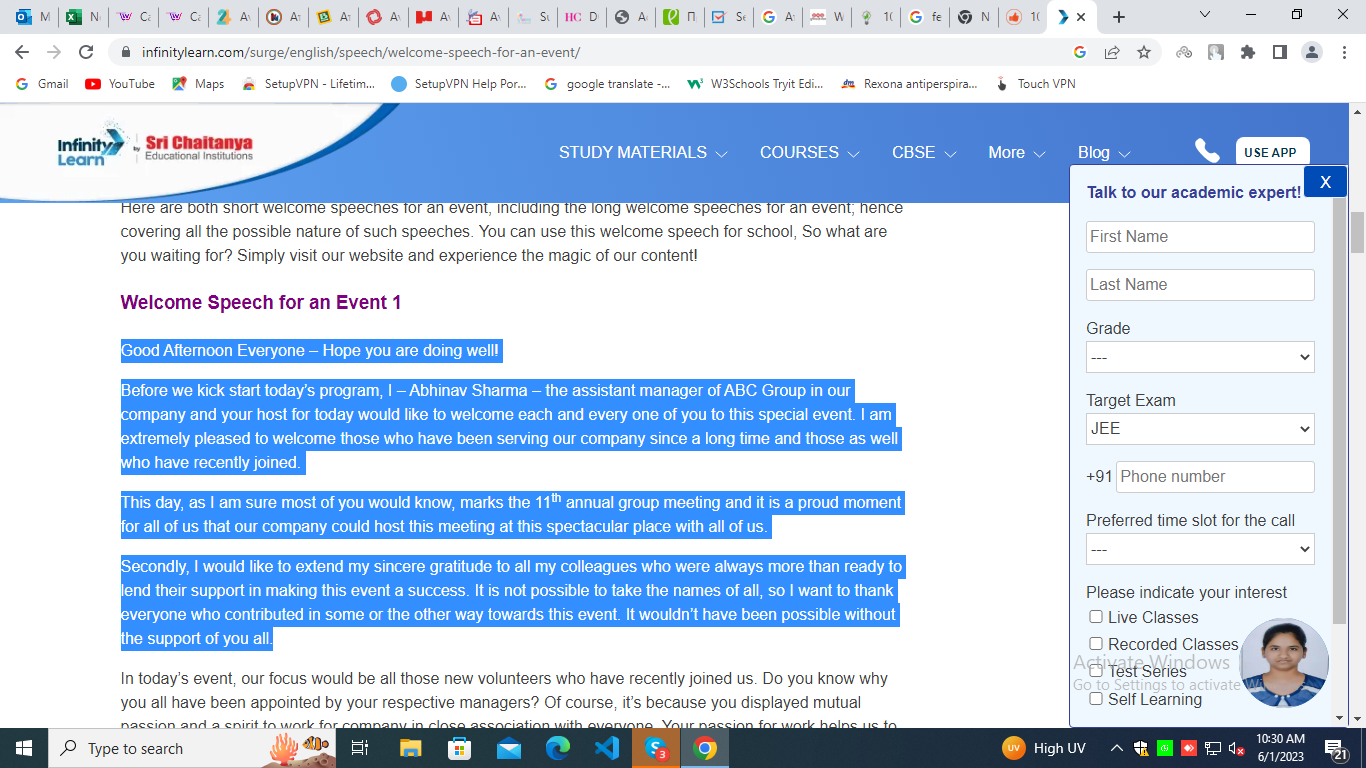 infinitylearn.com/surge/english/speech/welcome-speech-for-an-event/
Gmail YouTube Maps SetupVPN - Lifetim... SetupVPN Help Por... google translate -... W3Schools Tryit Edi... Rexona antiperspira... Touch VPN
Infinity Learn by Sri Chaitanya Educational Institutions
STUDY MATERIALS COURSES CBSE More Blog USE APP
Here are both short welcome speeches for an event, including the long welcome speeches for an event; hence
covering all the possible nature of such speeches. You can use this welcome speech for school, So what are
you waiting for? Simply visit our website and experience the magic of our content!
Welcome Speech for an Event 1
Good Afternoon Everyone – Hope you are doing well!
Before we kick start today's program, I – Abhinav Sharma – the assistant manager of ABC Group in our
company and your host for today would like to welcome each and every one of you to this special event. I am
extremely pleased to welcome those who have been serving our company since a long time and those as well
who have recently joined.
This day, as I am sure most of you would know, marks the 11th annual group meeting and it is a proud moment
for all of us that our company could host this meeting at this spectacular place with all of us.
Secondly, I would like to extend my sincere gratitude to all my colleagues who were always more than ready to
lend their support in making this event a success. It is not possible to take the names of all, so I want to thank
everyone who contributed in some or the other way towards this event. It wouldn't have been possible without
the support of you all.
In today's event, our focus would be all those new volunteers who have recently joined us. Do you know why
you all have been appointed by your respective managers? Of course, it's because you displayed mutual
passion and a spirit to work for company in close association with everyone. Your passion for work helps us to
X
Talk to our academic expert!
First Name
Last Name
Grade
---
Target Exam
JEE
+91 Phone number
Preferred time slot for the call
---
Please indicate your interest
Live Classes
Recorded Classes
Test Series
Self Learning
Activate Windows
Go to Settings to activate
Type here to search
UV High UV
10:30 AM
6/1/2023
3
21